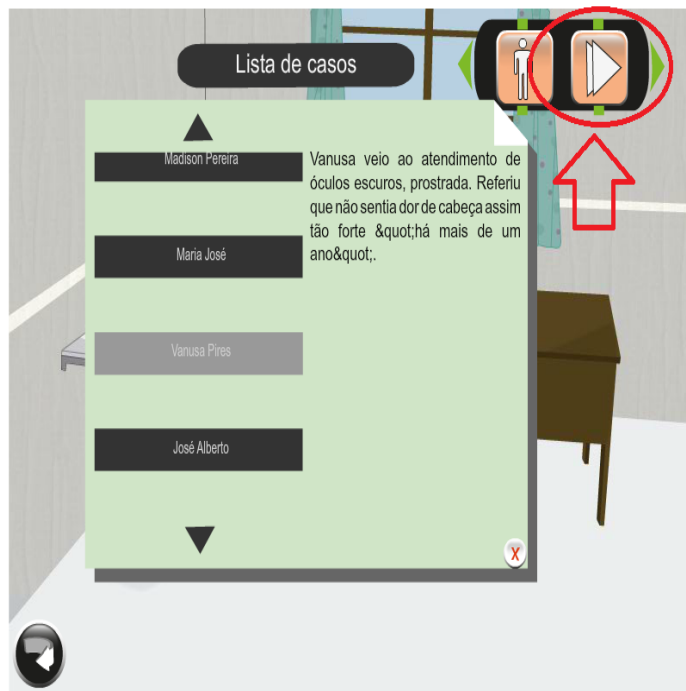 Lista de casos
Madison Pereira
Maria José
Vanusa Pires
José Alberto
Vanusa veio ao atendimento de
óculos escuros, prostrada. Referiu
que não sentia dor de cabeça assim
tão forte &quot;há mais de um
ano&quot;.
X